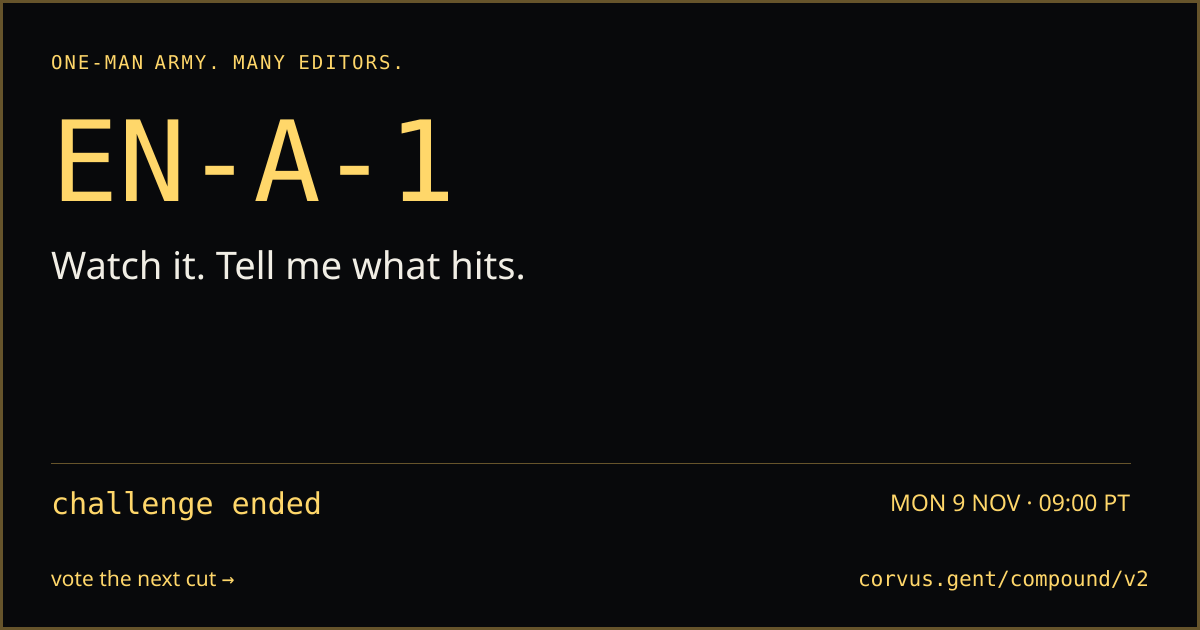 ONE-MAN ARMY. MANY EDITORS.
EN-A-1
Watch it. Tell me what hits.
challenge ended
MON 9 NOV · 09:00 PT
vote the next cut →
corvus.gent/compound/v2